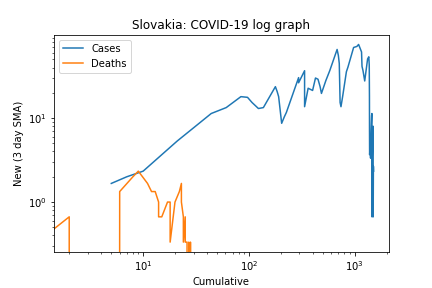 Slovakia: COVID-19 log graph
Cases
Deaths
New (3 day SMA)
10¹
10⁰
10¹
10²
10³
Cumulative